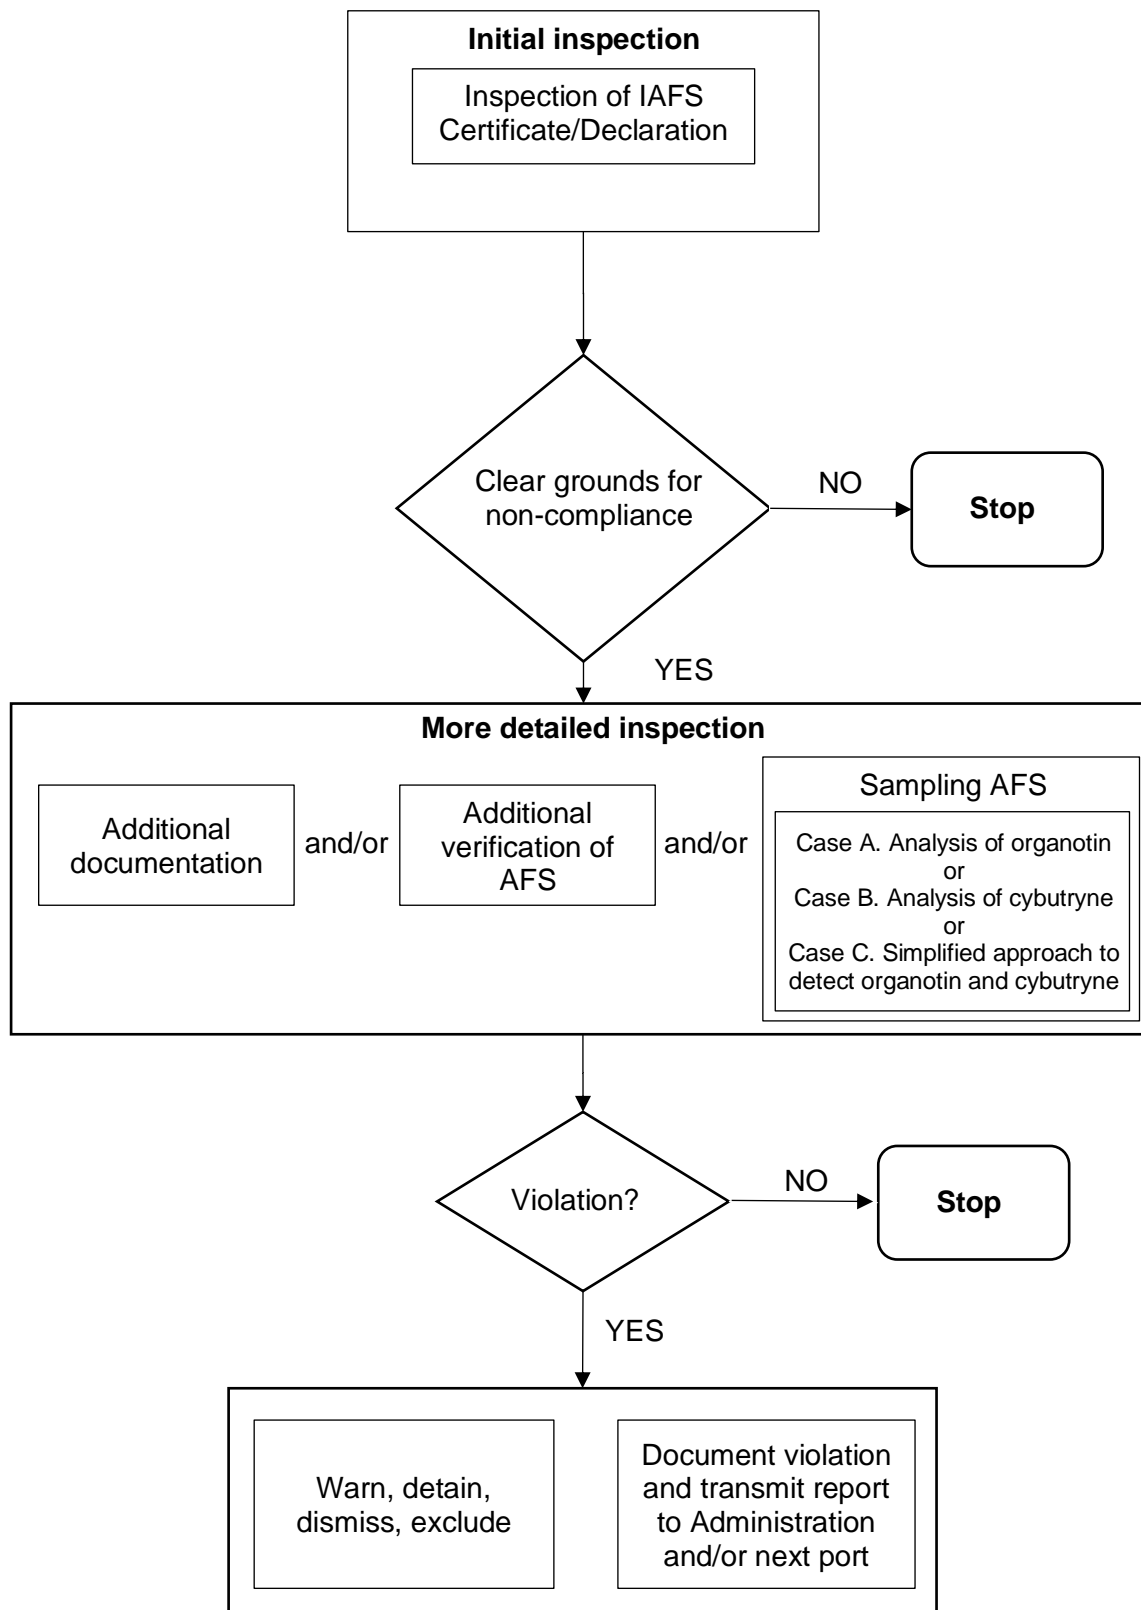 Initial inspection
Inspection of IAFS
Certificate/Declaration
Clear grounds for
non-compliance
NO
Stop
YES
More detailed inspection
Additional
documentation
and/or
Additional
verification of
AFS
and/or
Sampling AFS
Case A. Analysis of organotin
or
Case B. Analysis of cybutryne
or
Case C. Simplified approach to
detect organotin and cybutryne
Violation?
NO
Stop
YES
Warn, detain,
dismiss, exclude
Document violation
and transmit report
to Administration
and/or next port